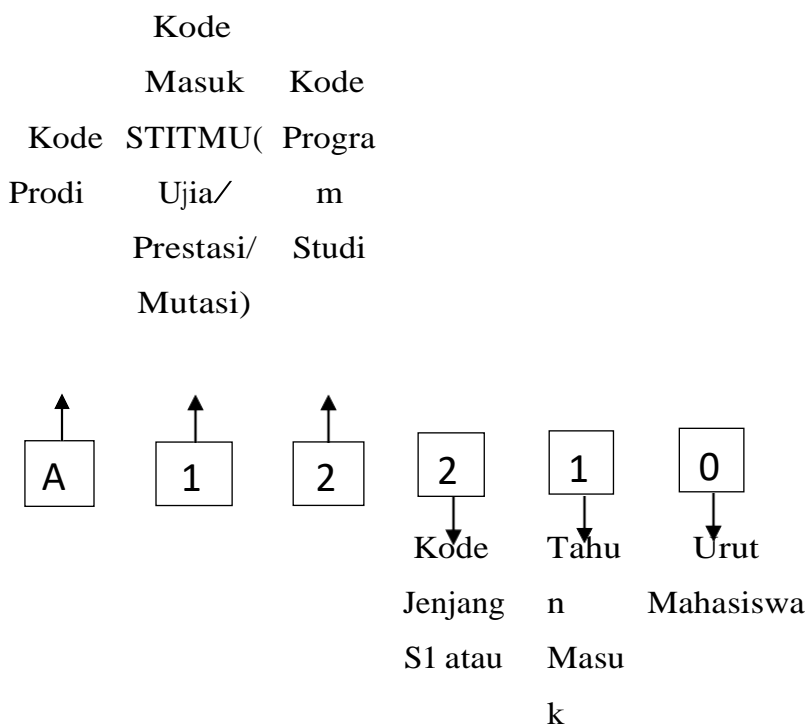 Kode
Masuk Kode
Kode STITMU( Progra
Prodi Ujia/ m
Prestasi/ Studi
Mutasi)
A 1 2 2 1 0
Kode Tahu Urut
Jenjang n Mahasiswa
S1 atau Masu
k